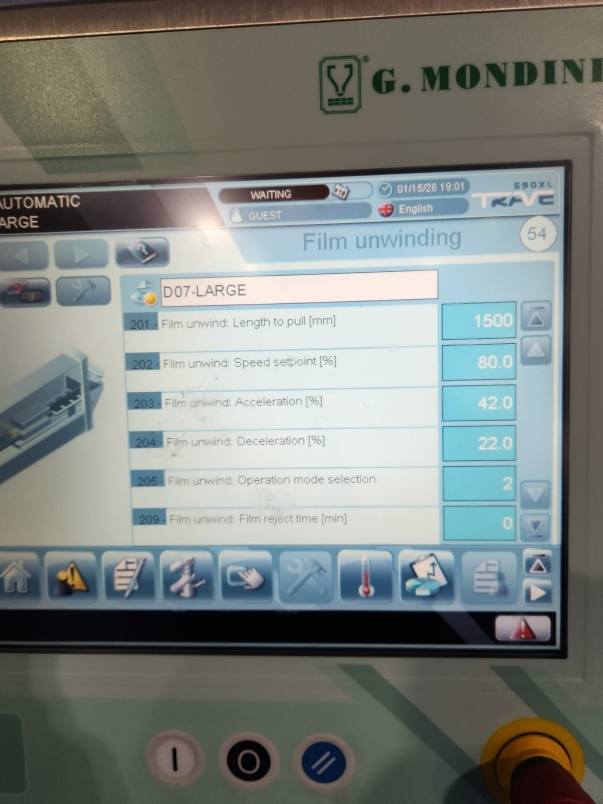 G. MONDINI
AUTOMATIC
ARGE
WAITING
GUEST
01/15/26 19:01
English
S90XL
TRAVE
Film unwinding
54
D07-LARGE
201 - Film unwind: Length to pull [mm] 1500
202 - Film unwind: Speed setpoint [%] 80.0
203 - Film unwind: Acceleration [%] 42.0
204 - Film unwind: Deceleration [%] 22.0
205 - Film unwind: Operation mode selection 2
209 - Film unwind: Film reject time [min] 0